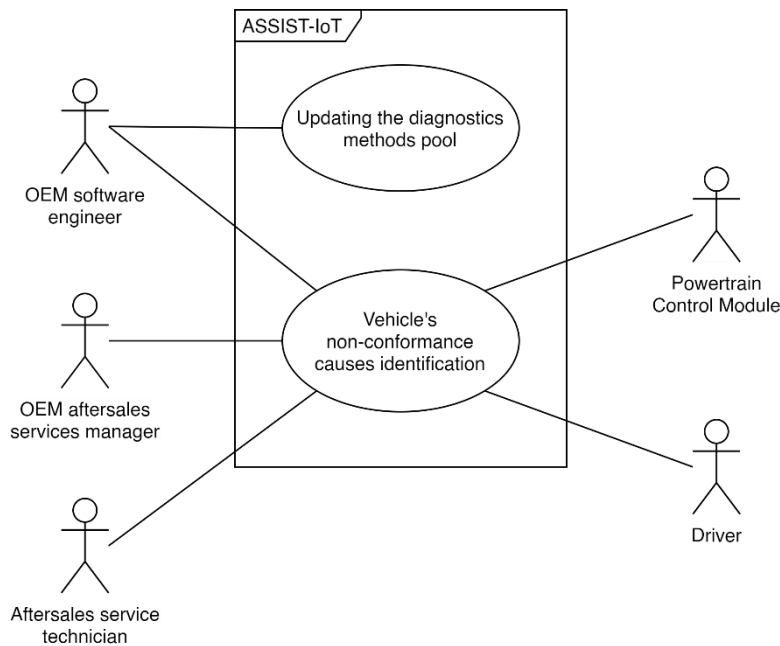 ASSIST-IoT
Updating the diagnostics
methods pool
OEM software
engineer
Powertrain
Control Module
Vehicle's
non-conformance
causes identification
OEM aftersales
services manager
Driver
Aftersales service
technician